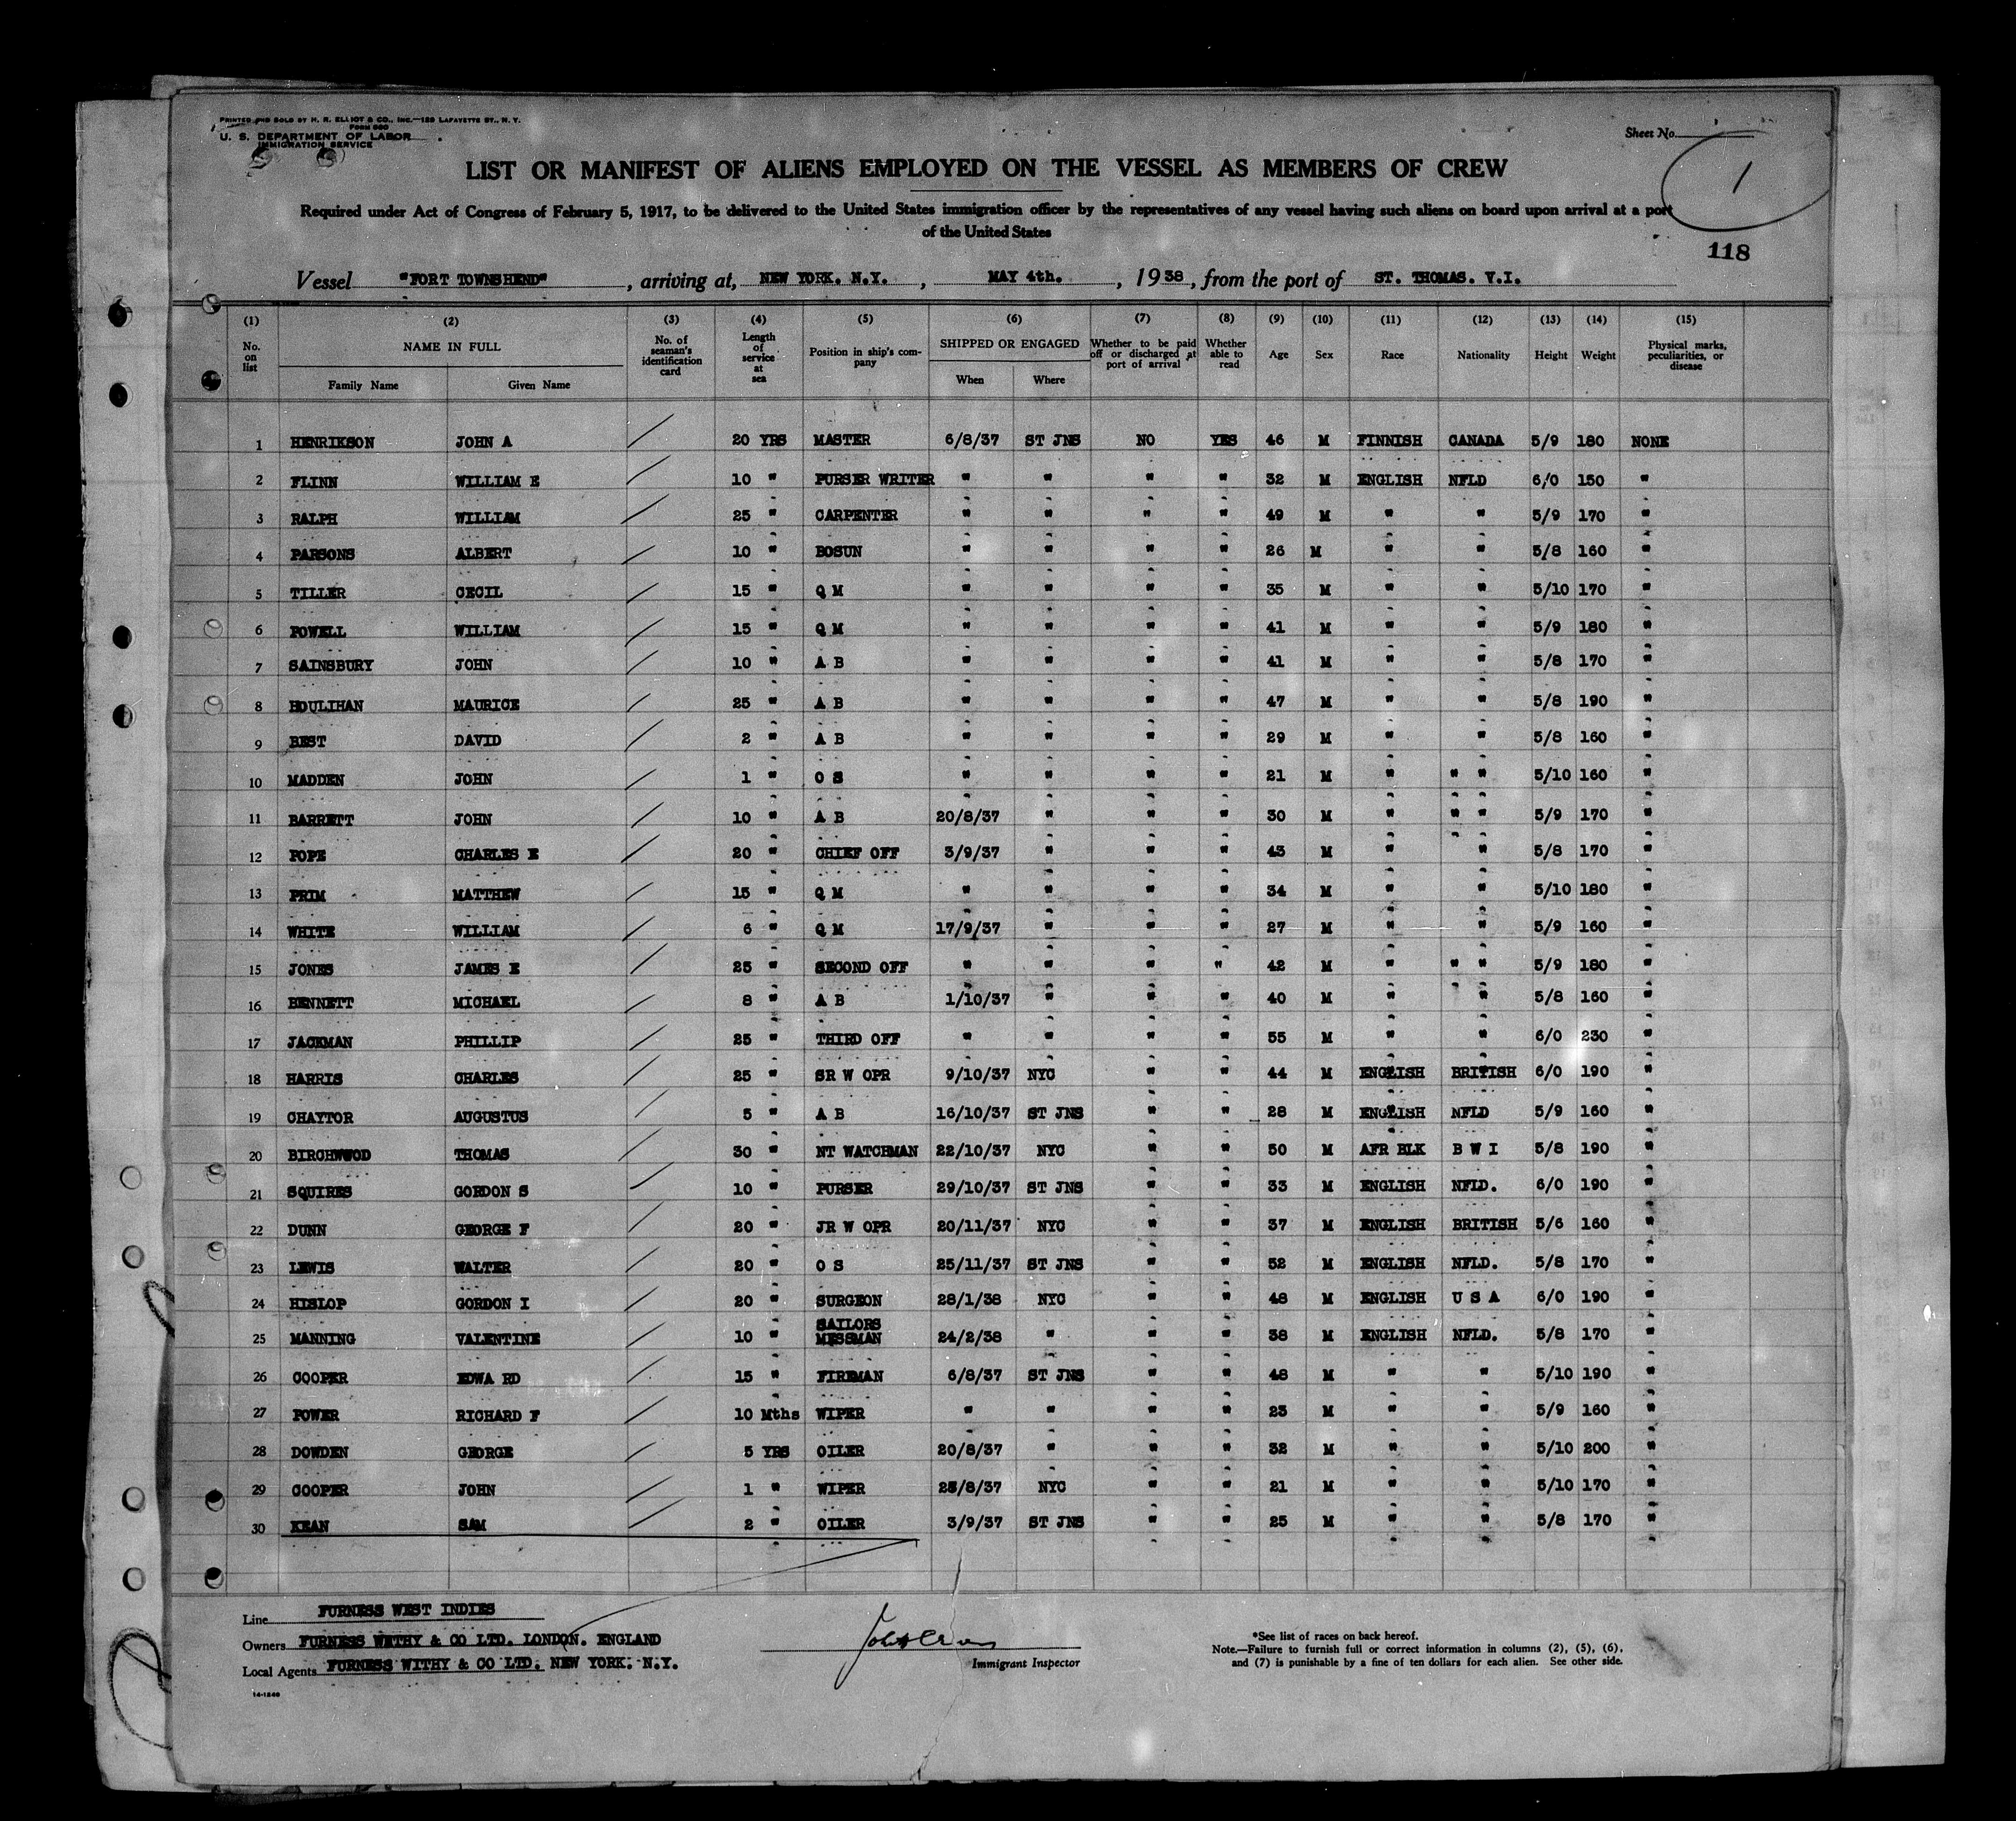 PRINTED AND SOLD BY H. R. ELLIOT & CO., INC.—129 LAFAYETTE ST., N. Y.
FORM 680
U. S. DEPARTMENT OF LABOR
IMMIGRATION SERVICE
Sheet No.
1
LIST OR MANIFEST OF ALIENS EMPLOYED ON THE VESSEL AS MEMBERS OF CREW
Required under Act of Congress of February 5, 1917, to be delivered to the United States immigration officer by the representatives of any vessel having such aliens on board upon arrival at a port
of the United States
118
Vessel "FORT TOWNSHEND", arriving at, NEW YORK. N.Y., MAY 4th., 1938, from the port of ST. THOMAS. V.I.
(1) No. on list (2) NAME IN FULL Family Name Given Name (3) No. of seaman's identification card (4) Length of service at sea (5) Position in ship's company (6) SHIPPED OR ENGAGED When Where (7) Whether to be paid off or discharged at port of arrival (8) Whether able to read (9) Age (10) Sex (11) Race (12) Nationality (13) Height (14) Weight (15) Physical marks, peculiarities, or disease
1 HENRIKSON JOHN A 20 YRS MASTER 6/8/37 ST JNS NO YES 46 M FINNISH CANADA 5/9 180 NONE
2 FLINN WILLIAM E 10 " PURSER WRITER " " " " 32 M ENGLISH NFLD 6/0 150 "
3 RALPH WILLIAM 25 " CARPENTER " " " " 49 M " " 5/9 170 "
4 PARSONS ALBERT 10 " BOSUN " " " " 26 M " " 5/8 160 "
5 TILLER CECIL 15 " Q M " " " " 35 M " " 5/10 170 "
6 POWELL WILLIAM 15 " Q M " " " " 41 M " " 5/9 180 "
7 SAINSBURY JOHN 10 " A B " " " " 41 M " " 5/8 170 "
8 HOULIHAN MAURICE 25 " A B " " " " 47 M " " 5/8 190 "
9 BEST DAVID 2 " A B " " " " 29 M " " 5/8 160 "
10 MADDEN JOHN 1 " O S " " " " 21 M " " " 5/10 160 "
11 BARRETT JOHN 10 " A B 20/8/37 " " " 30 M " " " 5/9 170 "
12 POPE CHARLES E 20 " CHIEF OFF 3/9/37 " " " 43 M " " 5/8 170 "
13 PRIM MATTHEW 15 " Q M " " " " 34 M " " 5/10 180 "
14 WHITE WILLIAM 6 " Q M 17/9/37 " " " 27 M " " 5/9 160 "
15 JONES JAMES E 25 " SECOND OFF " " " " 42 M " " " 5/9 180 "
16 BENNETT MICHAEL 8 " A B 1/10/37 " " " 40 M " " 5/8 160 "
17 JACKMAN PHILLIP 25 " THIRD OFF " " " " 55 M " " 6/0 230 "
18 HARRIS CHARLES 25 " SR W OPR 9/10/37 NYC " " 44 M ENGLISH BRITISH 6/0 190 "
19 CHAYTOR AUGUSTUS 5 " A B 16/10/37 ST JNS " " 28 M ENGLISH NFLD 5/9 160 "
20 BIRCHWWOD THOMAS 30 " NT WATCHMAN 22/10/37 NYC " " 50 M AFR BLK B W I 5/8 190 "
21 SQUIRES GORDON S 10 " PURSER 29/10/37 ST JNS " " 33 M ENGLISH NFLD. 6/0 190 "
22 DUNN GEORGE F 20 " JR W OPR 20/11/37 NYC " " 37 M ENGLISH BRITISH 5/6 160 "
23 LEWIS WALTER 20 " O S 25/11/37 ST JNS " " 52 M ENGLISH NFLD. 5/8 170 "
24 HISLOP GORDON I 20 " SURGEON 28/1/38 NYC " " 48 M ENGLISH U S A 6/0 190 "
25 MANNING VALENTINE 10 " SAILORS MESSMAN 24/2/38 " " " 38 M ENGLISH NFLD. 5/8 170 "
26 COOPER EDWA RD 15 " FIREMAN 6/8/37 ST JNS " " 48 M " " 5/10 190 "
27 POWER RICHARD F 10 Mths WIPER " " " " 23 M " " 5/9 160 "
28 DOWDEN GEORGE 5 YRS OILER 20/8/37 " " " 32 M " " 5/10 200 "
29 COOPER JOHN 1 " WIPER 23/8/37 NYC " " 21 M " " 5/10 170 "
30 KEAN SAM 2 " OILER 3/9/37 ST JNS " " 25 M " " 5/8 170 "
Line FURNESS WEST INDIES
Owners FURNESS WITHY & CO LTD. LONDON. ENGLAND
Local Agents FURNESS WITHY & CO LTD. NEW YORK. N.Y.
Immigrant Inspector
*See list of races on back hereof.
Note.—Failure to furnish full or correct information in columns (2), (5), (6),
and (7) is punishable by a fine of ten dollars for each alien. See other side.
14-1240